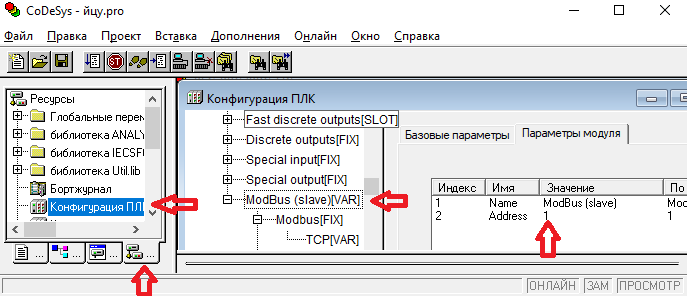 CoDeSys - йцу.pro
Файл Правка Проект Вставка Дополнения Онлайн Окно Справка
Ресурсы
Глобальные перем
библиотека ANALY
библиотека IECSFC
библиотека Util.lib
Бортжурнал
Конфигурация ПЛ
Конфигурация ПЛК
Fast discrete outputs[SLOT]
Discrete outputs[FIX]
Special input[FIX]
Special output[FIX]
ModBus (slave)[VAR]
Modbus[FIX]
TCP[VAR]
Базовые параметры Параметры модуля
Индекс Имя Значение По
1 Name ModBus (slave) Moc
2 Address 1 1
ОНЛАЙН ЗАМ ПРОСМОТР